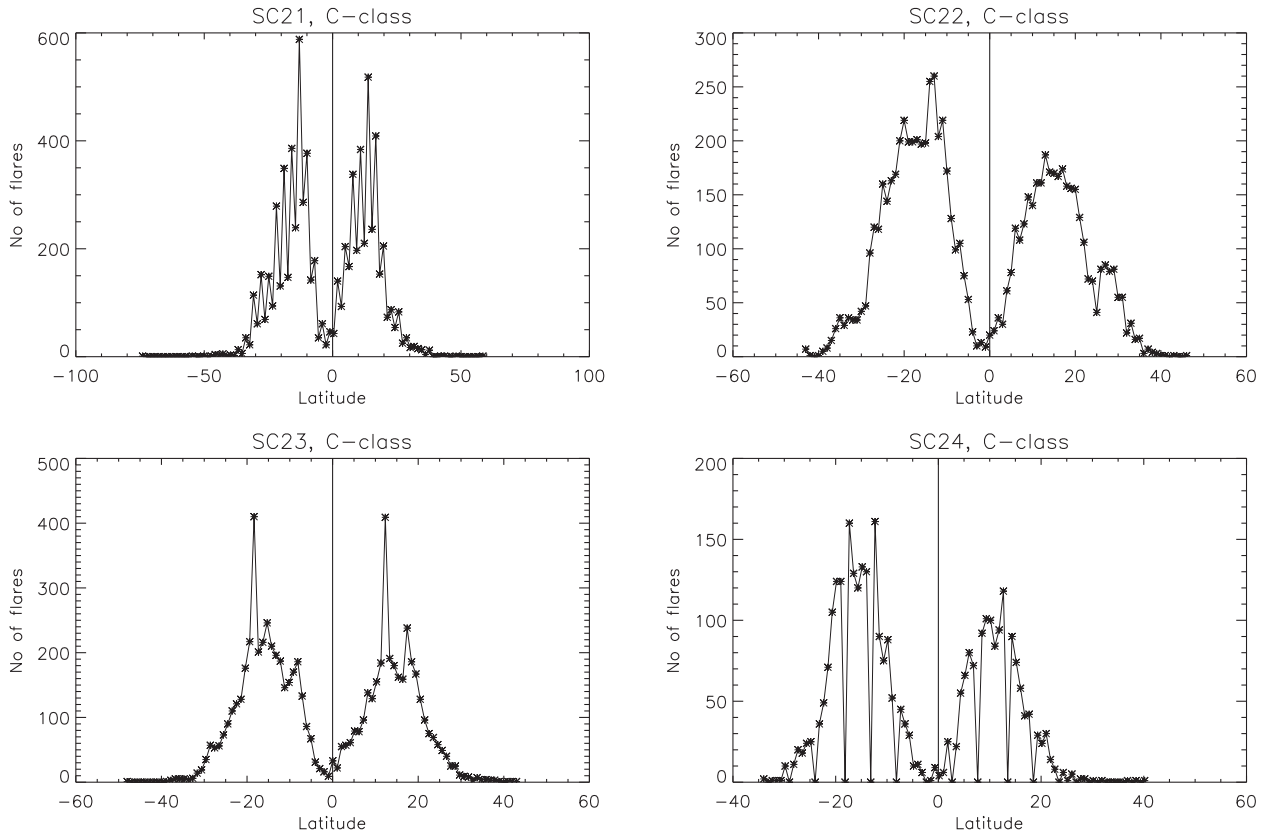 SC21, C−class
600
400
200
0
No of flares
−100 −50 0 50 100
Latitude
SC22, C−class
300
250
200
150
100
50
0
No of flares
−60 −40 −20 0 20 40 60
Latitude
SC23, C−class
500
400
300
200
100
0
No of flares
−60 −40 −20 0 20 40 60
Latitude
SC24, C−class
200
150
100
50
0
No of flares
−40 −20 0 20 40 60
Latitude